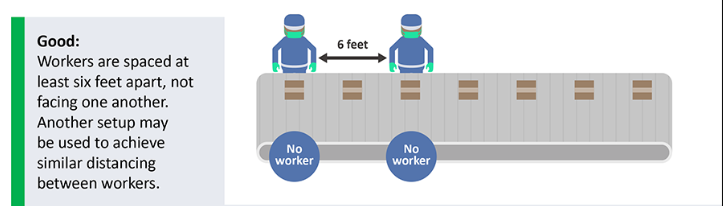 Good:
Workers are spaced at
least six feet apart, not
facing one another.
Another setup may
be used to achieve
similar distancing
between workers.
6 feet
No
worker
No
worker